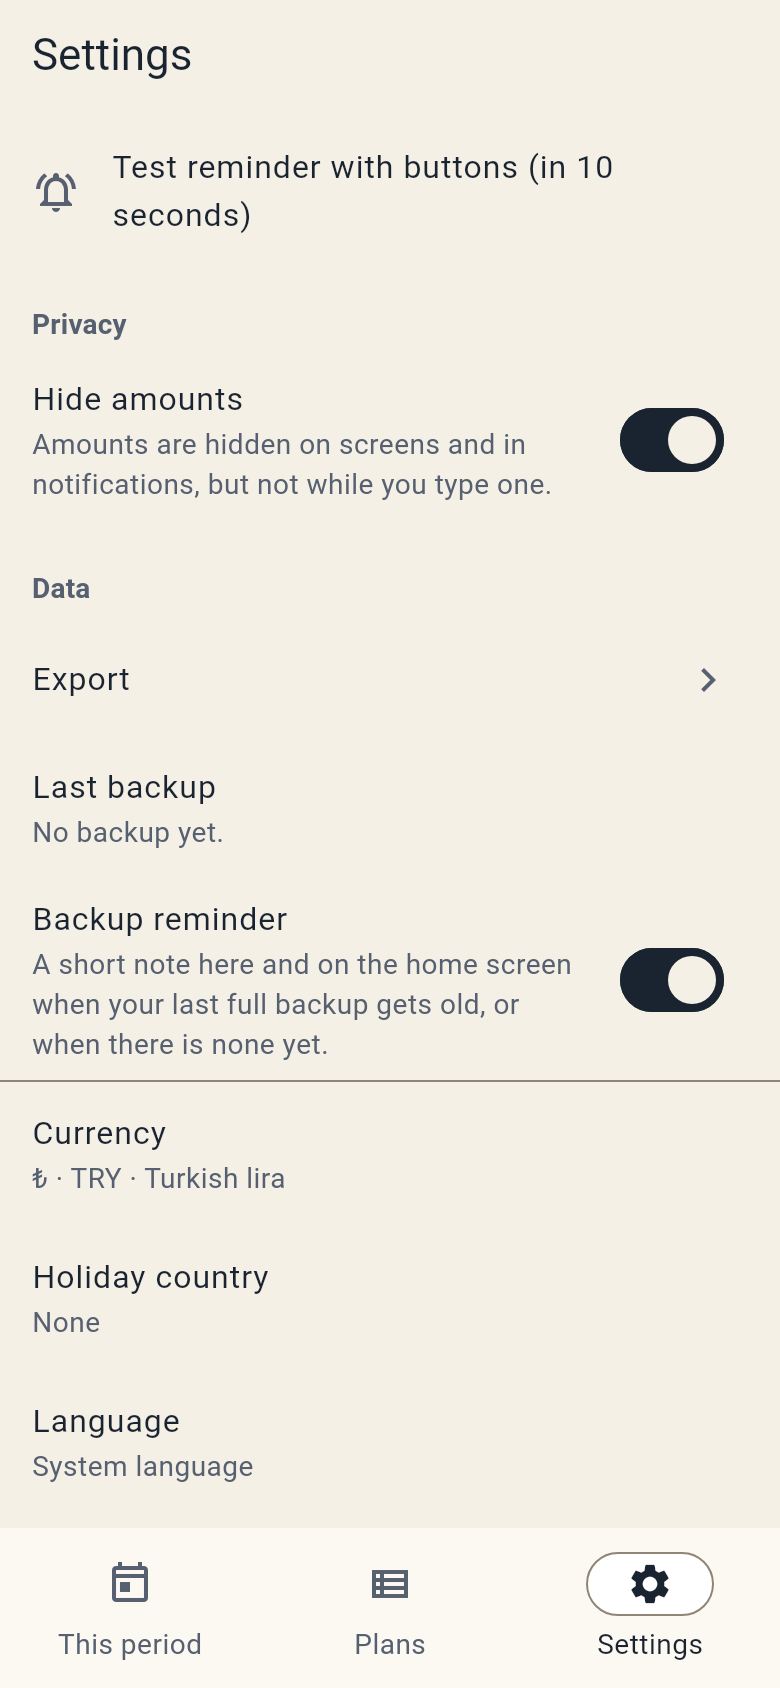 Settings
Test reminder with buttons (in 10
seconds)
Privacy
Hide amounts
Amounts are hidden on screens and in
notifications, but not while you type one.
Data
Export
Last backup
No backup yet.
Backup reminder
A short note here and on the home screen
when your last full backup gets old, or
when there is none yet.
Currency
₺ · TRY · Turkish lira
Holiday country
None
Language
System language
This period
Plans
Settings